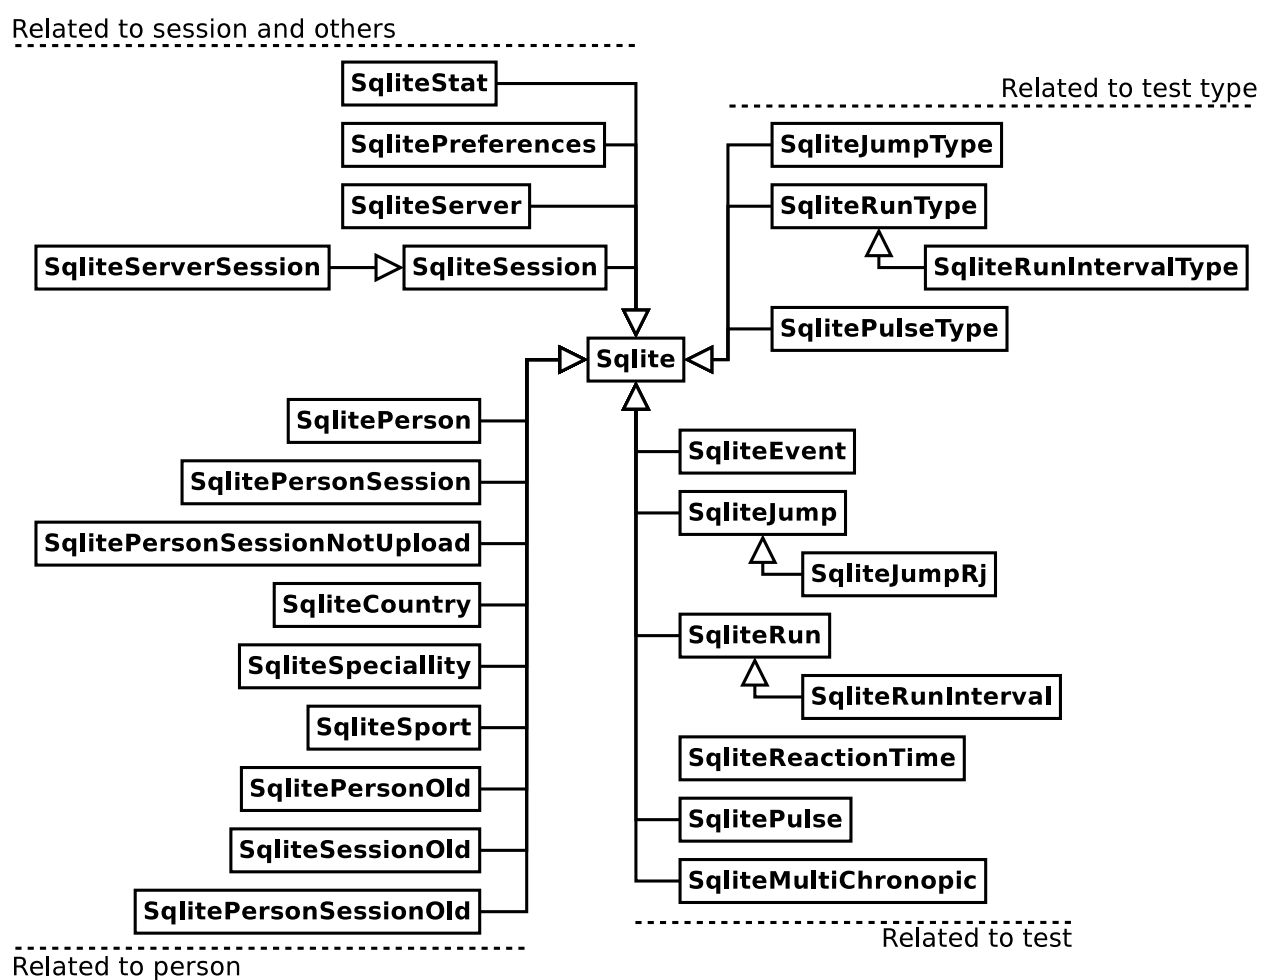 Related to session and others
SqliteStat
SqlitePreferences
SqliteServer
SqliteServerSession
SqliteSession
Related to test type
SqliteJumpType
SqliteRunType
SqliteRunIntervalType
SqlitePulseType
Sqlite
SqlitePerson
SqlitePersonSession
SqlitePersonSessionNotUpload
SqliteCountry
SqliteSpeciallity
SqliteSport
SqlitePersonOld
SqliteSessionOld
SqlitePersonSessionOld
Related to person
SqliteEvent
SqliteJump
SqliteJumpRj
SqliteRun
SqliteRunInterval
SqliteReactionTime
SqlitePulse
SqliteMultiChronopic
Related to test